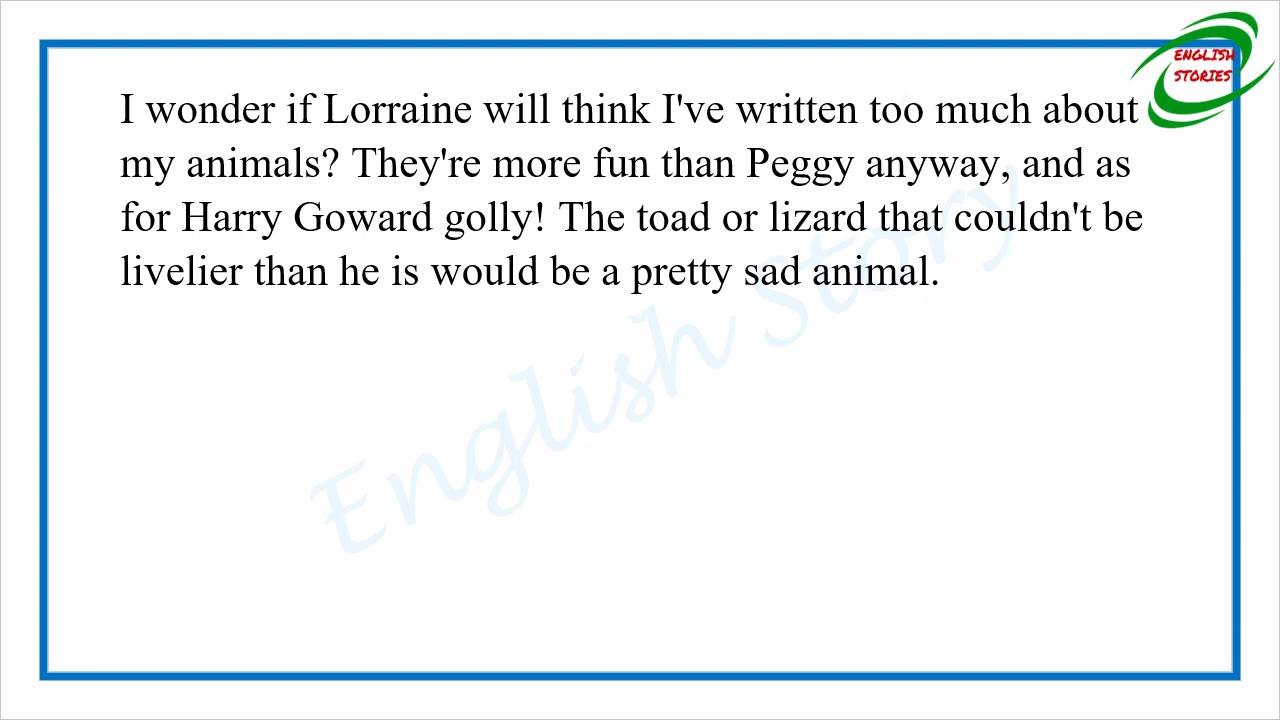 ENGLISH
STORIES
I wonder if Lorraine will think I've written too much about
my animals? They're more fun than Peggy anyway, and as
for Harry Goward golly! The toad or lizard that couldn't be
livelier than he is would be a pretty sad animal.
English Story